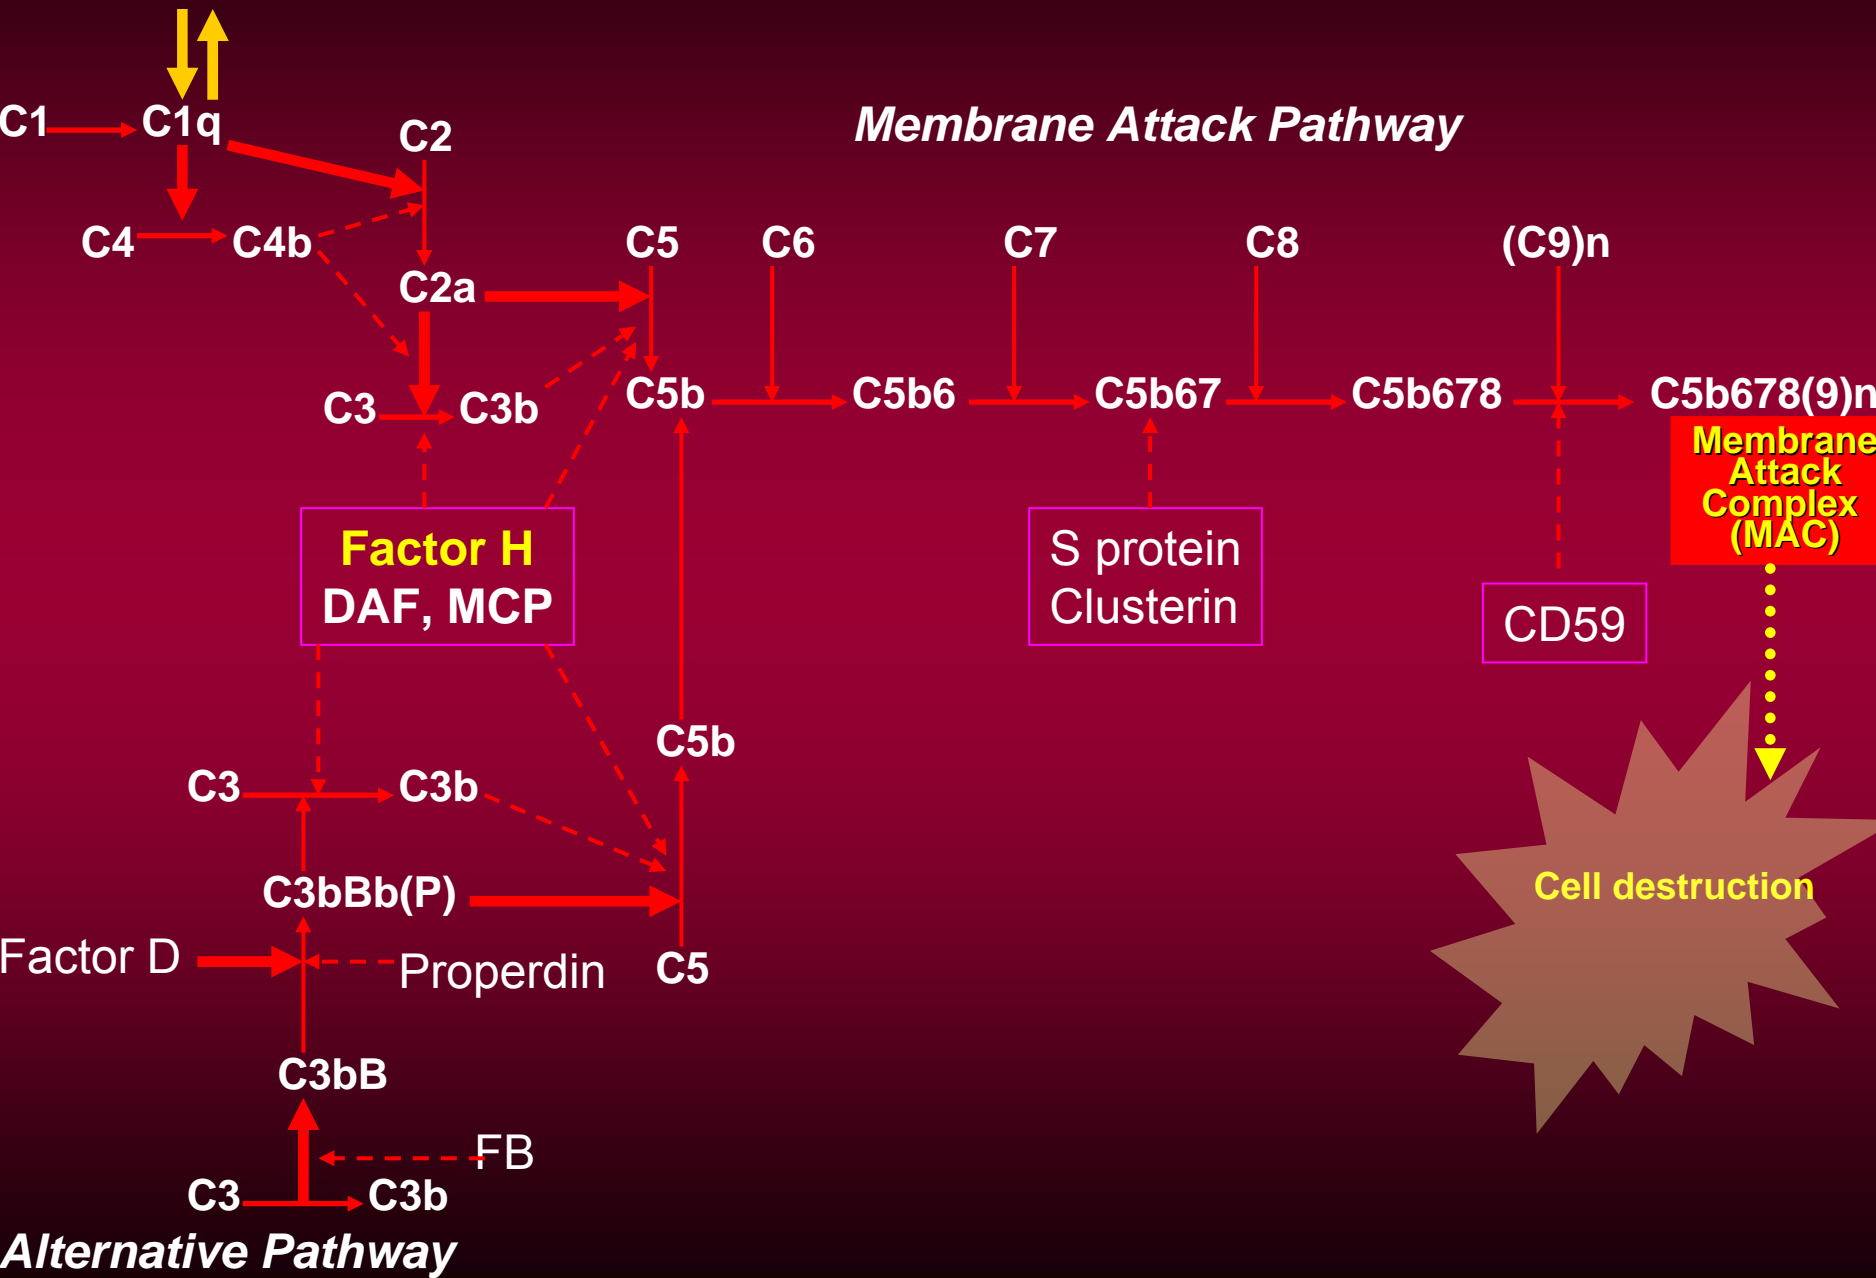 Membrane Attack Pathway
C1
C1q
C2
C4
C4b
C5
C6
C7
C8
(C9)n
C2a
C3
C3b
C5b
C5b6
C5b67
C5b678
C5b678(9)n
Membrane
Attack
Complex
(MAC)
Factor H
DAF, MCP
S protein
Clusterin
CD59
C5b
C3
C3b
C3bBb(P)
Cell destruction
Factor D
Properdin
C5
C3bB
FB
C3
C3b
Alternative Pathway